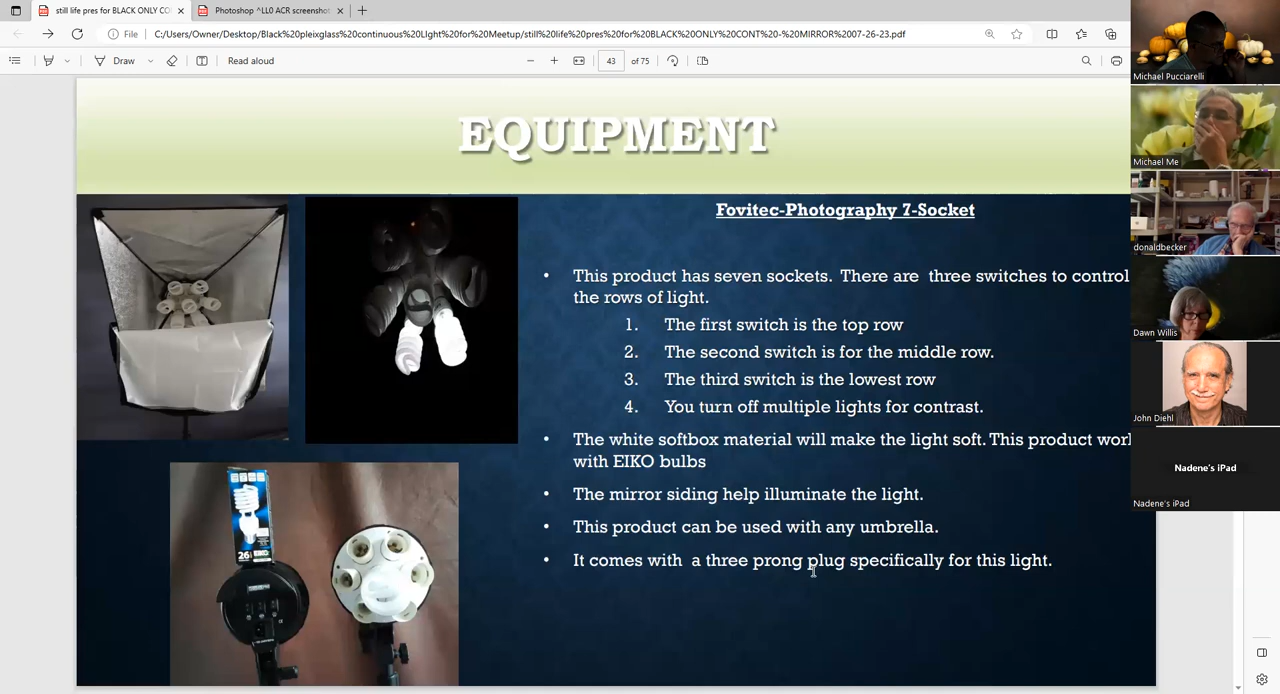 still life pres for BLACK ONLY CO
Photoshop ^LL0 ACR screenshot
File
C:/Users/Owner/Desktop/Black%20pleixglass%20continuous%20LIght%20for%20Meetup/still%20life%20pres%20for%20BLACK%20ONLY%20CONT%20-%20MIRROR%2007-26-23.pdf
Draw
Read aloud
43 of 75
EQUIPMENT
Fovitec-Photography 7-Socket
• This product has seven sockets. There are three switches to control
the rows of light.
1. The first switch is the top row
2. The second switch is for the middle row.
3. The third switch is the lowest row
4. You turn off multiple lights for contrast.
• The white softbox material will make the light soft. This product wor
with EIKO bulbs
• The mirror siding help illuminate the light.
• This product can be used with any umbrella.
• It comes with a three prong plug specifically for this light.
26
EIKO
Michael Pucciarelli
Michael Me
donaldbecker
Dawn Willis
John Diehl
Nadene's iPad
Nadene's iPad